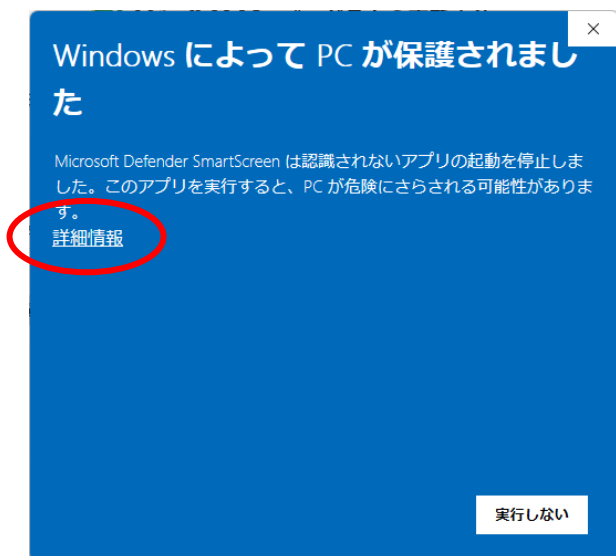 Windows によって PC が保護されまし
た
Microsoft Defender SmartScreen は認識されないアプリの起動を停止しま
した。このアプリを実行すると、PC が危険にさらされる可能性がありま
す。
詳細情報
実行しない